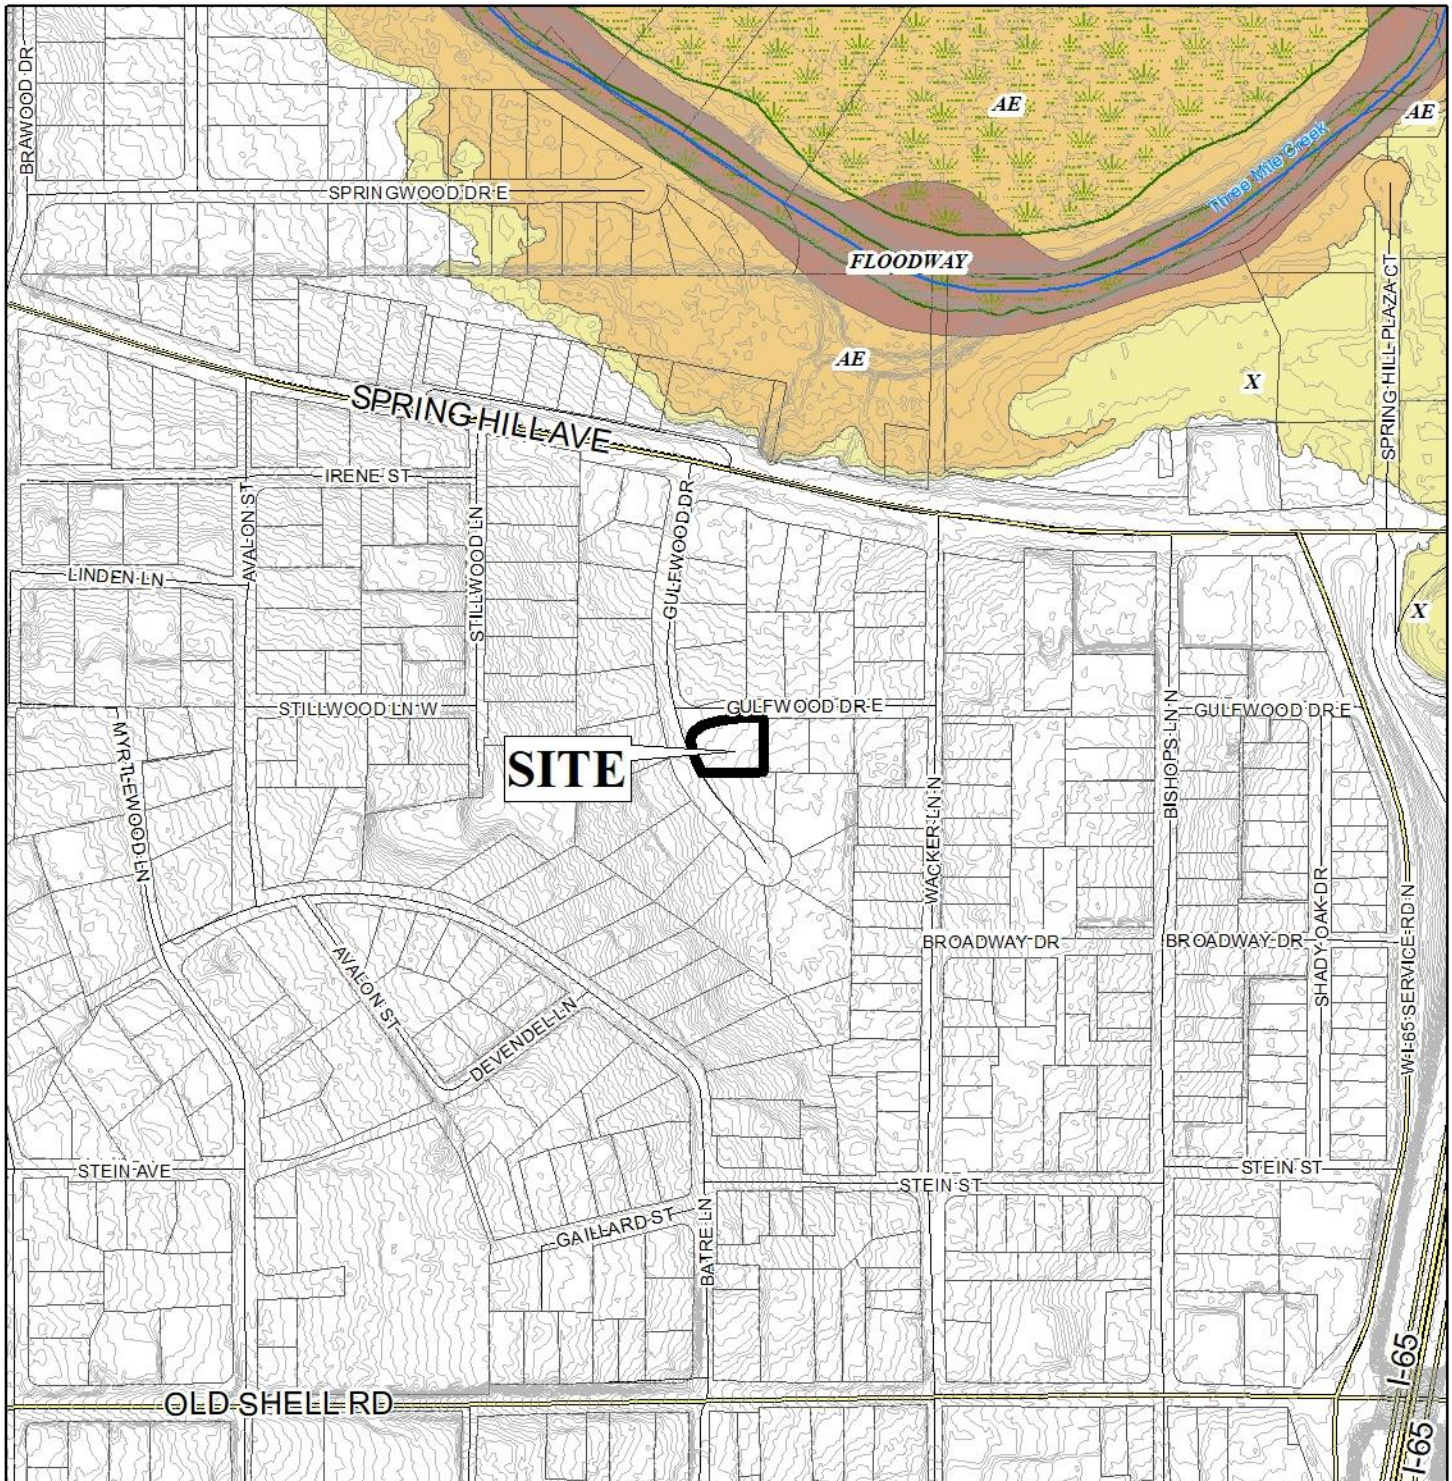 BRAWOOD DR
AE
AE
Three Mile Creek
SPRINGWOOD DR E
FLOODWAY
SPRING HILL PLAZA CT
AE
X
SPRING HILL AVE
IRENE ST
AVALON ST
STILLWOOD LN
GULFWOOD DR
LINDEN LN
X
STILLWOOD LN W
GULFWOOD DR E
GULFWOOD DR E
BISHOPS LN N
MYRTLEWOOD LN
SITE
WACKER LN N
BROADWAY DR
BROADWAY DR
SHADY OAK DR
W I-65 SERVICE RD N
AVALON ST
DEVENDEL LN
STEIN AVE
STEIN ST
STEIN ST
GAILLARD ST
BATRE LN
I-65
OLD SHELL RD
I-65